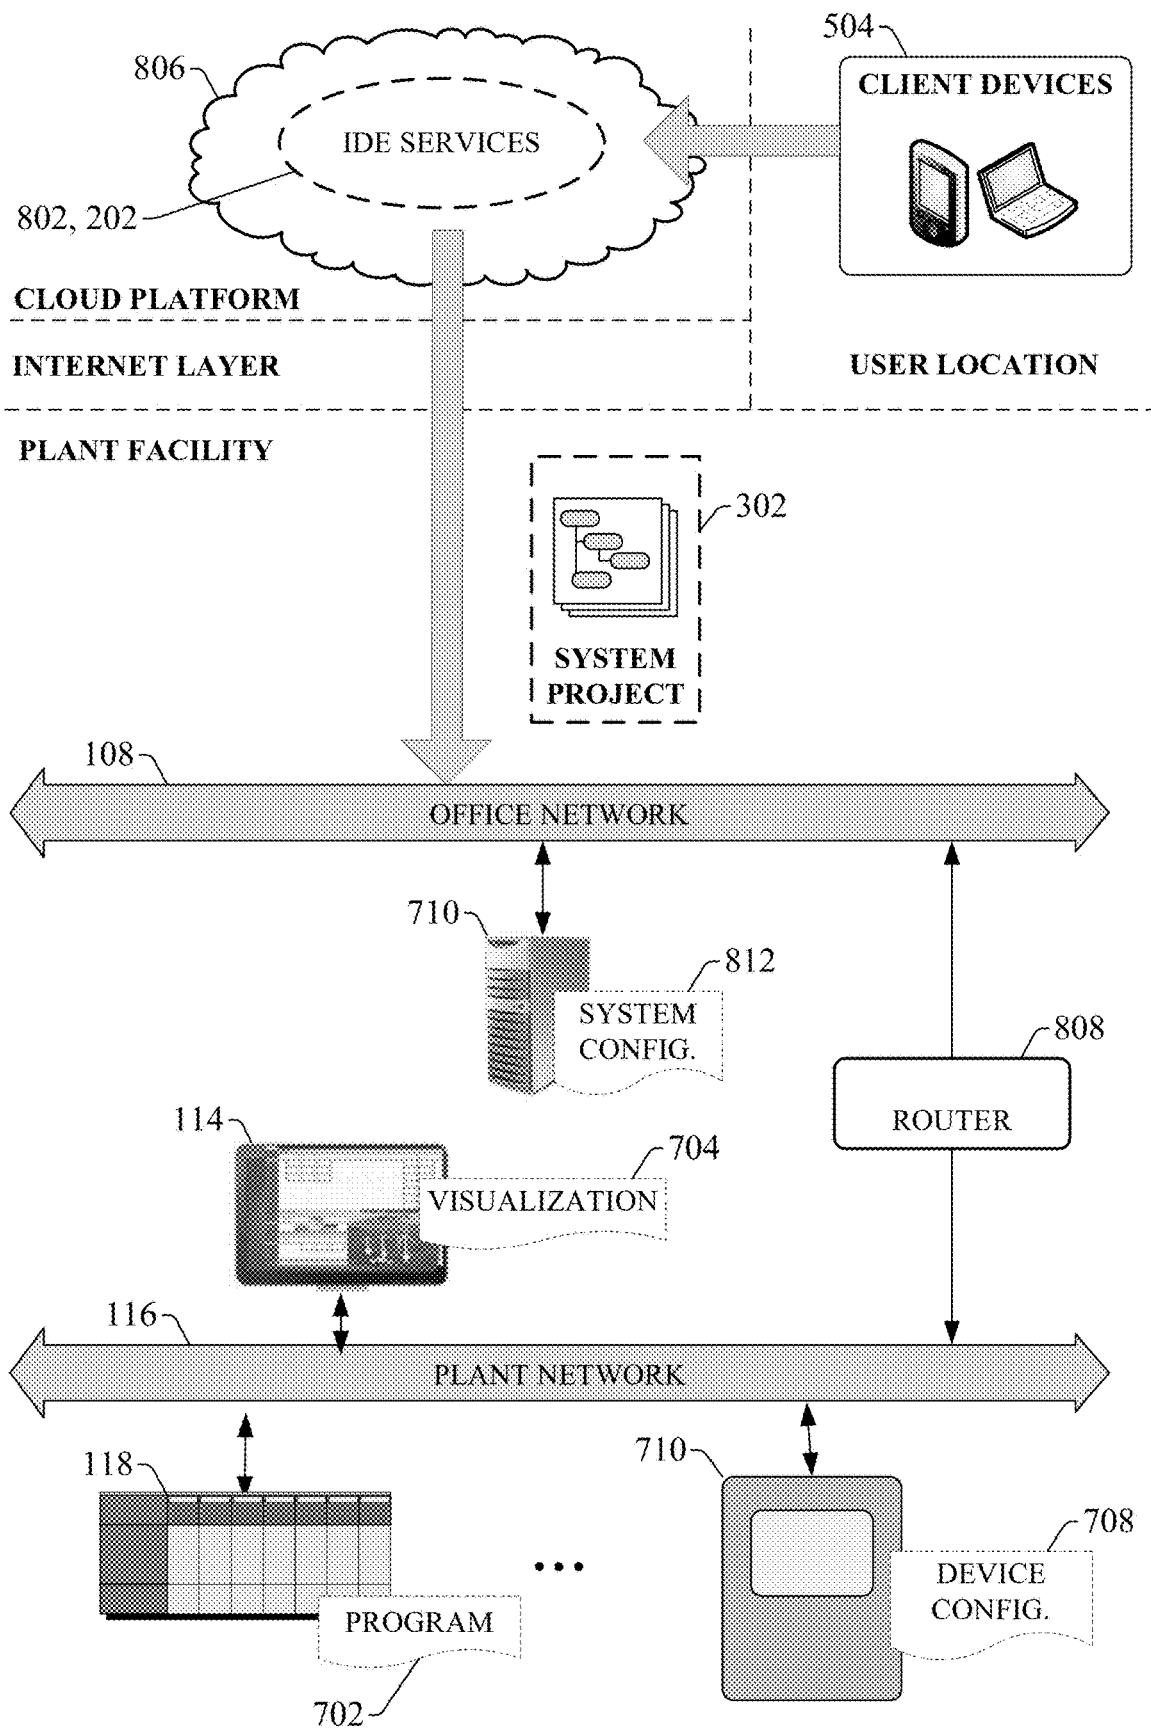 504
806
CLIENT DEVICES
IDE SERVICES
802, 202
CLOUD PLATFORM
INTERNET LAYER
USER LOCATION
PLANT FACILITY
302
SYSTEM
PROJECT
108
OFFICE NETWORK
710
812
SYSTEM
CONFIG.
808
ROUTER
114
704
VISUALIZATION
116
PLANT NETWORK
118
710
708
DEVICE
CONFIG.
PROGRAM
702